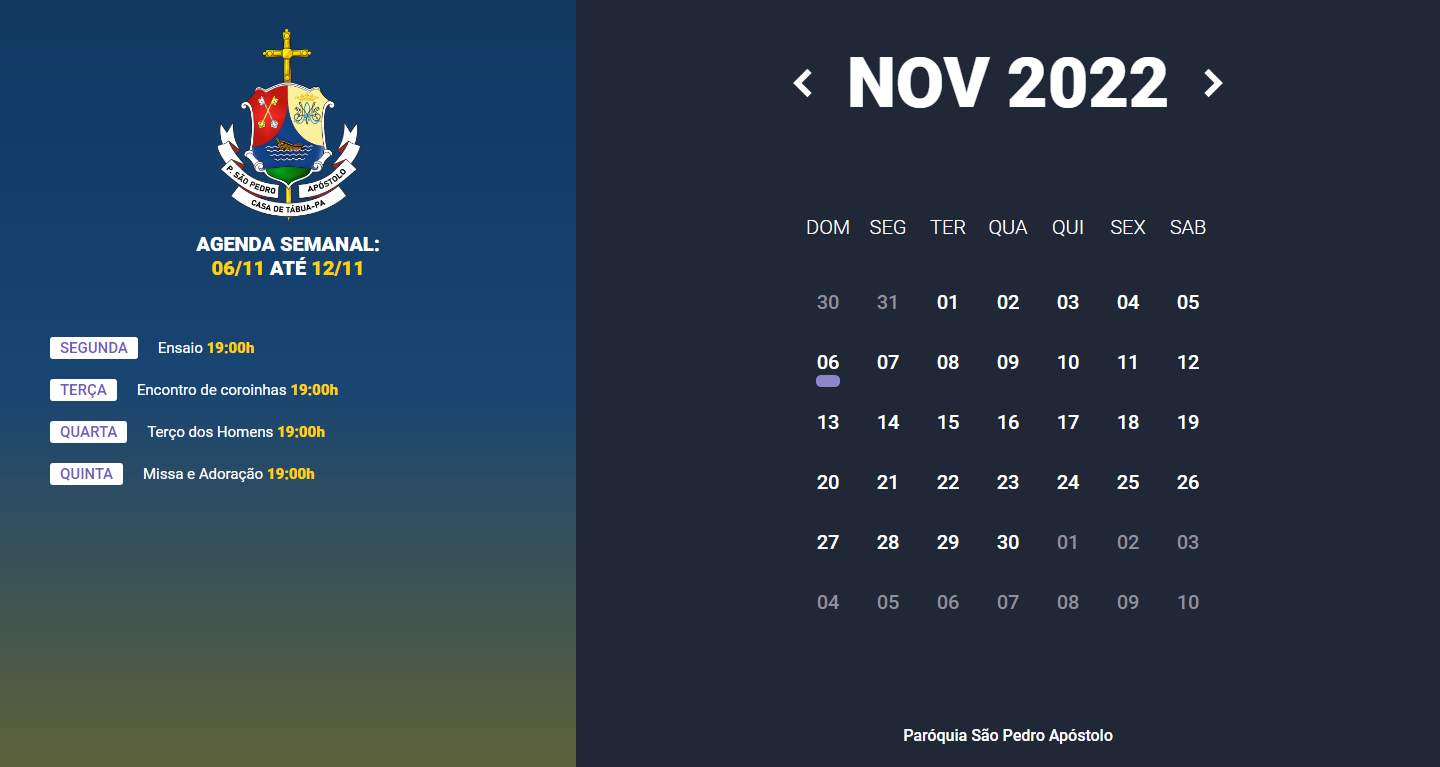 P. SÃO PEDRO APÓSTOLO
CASA DE TÁBUA-PA
AGENDA SEMANAL:
06/11 ATÉ 12/11
SEGUNDA Ensaio 19:00h
TERÇA Encontro de coroinhas 19:00h
QUARTA Terço dos Homens 19:00h
QUINTA Missa e Adoração 19:00h
NOV 2022
DOM SEG TER QUA QUI SEX SAB
30 31 01 02 03 04 05
06 07 08 09 10 11 12
13 14 15 16 17 18 19
20 21 22 23 24 25 26
27 28 29 30 01 02 03
04 05 06 07 08 09 10
Paróquia São Pedro Apóstolo